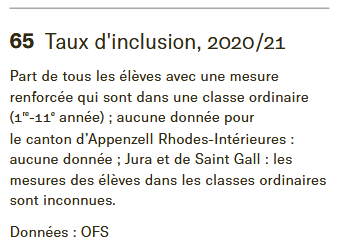 65 Taux d'inclusion, 2020/21
Part de tous les élèves avec une mesure
renforcée qui sont dans une classe ordinaire
(1re-11e année) ; aucune donnée pour
le canton d'Appenzell Rhodes-Intérieures :
aucune donnée ; Jura et de Saint Gall : les
mesures des élèves dans les classes ordinaires
sont inconnues.
Données : OFS